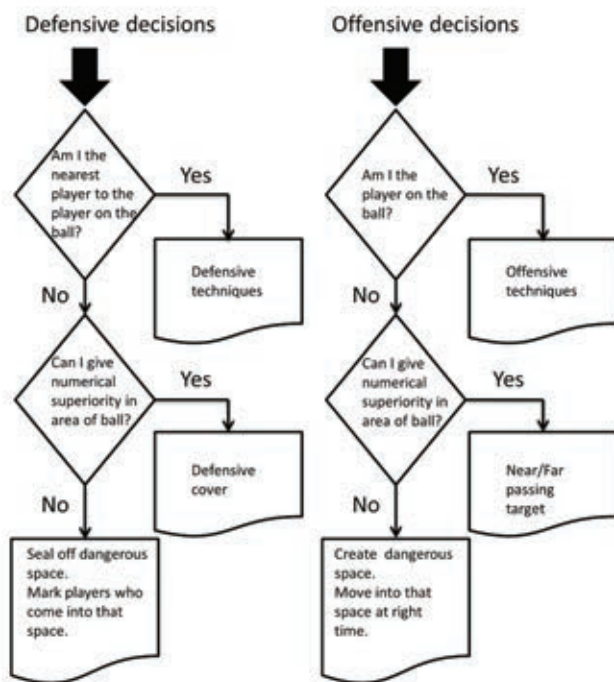 Defensive decisions
Am I the
nearest
player to the
player on the
ball?
Yes
Defensive
techniques
No
Can I give
numerical
superiority in
area of ball?
Yes
Defensive
cover
No
Seal off dangerous
space.
Mark players who
come into that
space.
Offensive decisions
Am I the
player on the
ball?
Yes
Offensive
techniques
No
Can I give
numerical
superiority in
area of ball?
Yes
Near/Far
passing
target
No
Create dangerous
space.
Move into that
space at right
time.